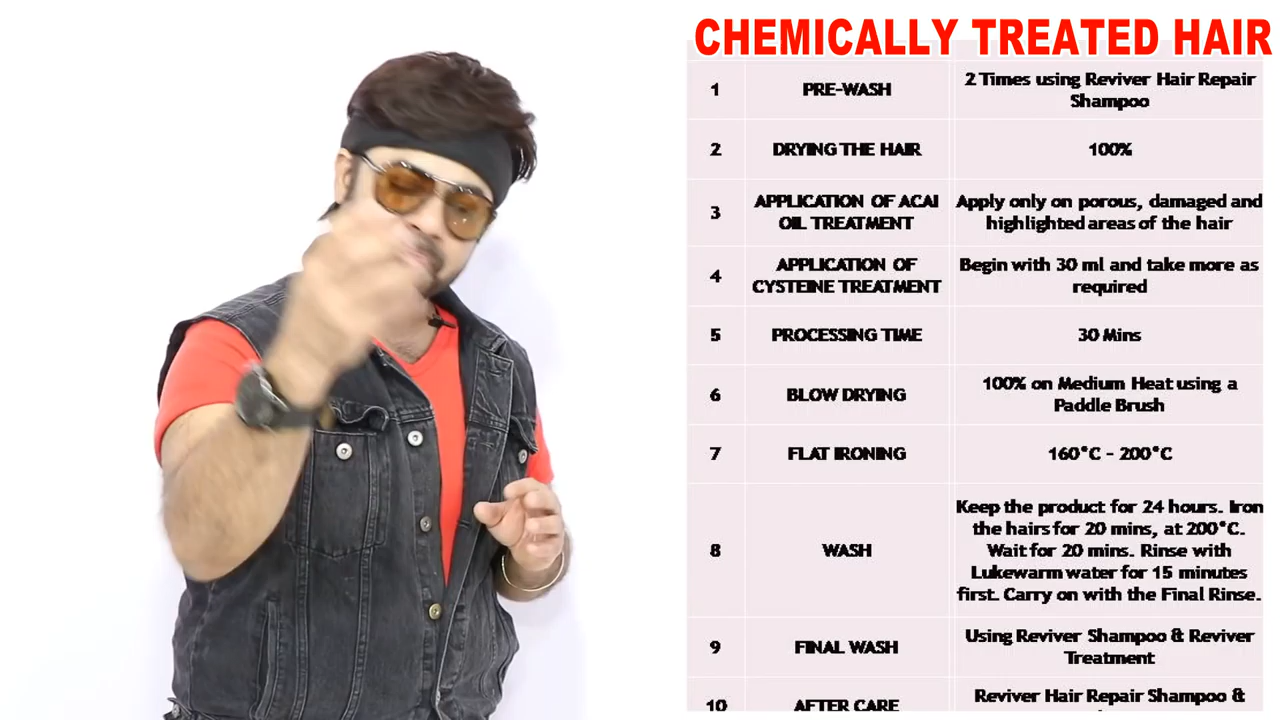 CHEMICALLY TREATED HAIR
1 PRE-WASH 2 Times using Reviver Hair Repair
Shampoo
2 DRYING THE HAIR 100%
3 APPLICATION OF ACAI
OIL TREATMENT Apply only on porous, damaged and
highlighted areas of the hair
4 APPLICATION OF
CYSTEINE TREATMENT Begin with 30 ml and take more as
required
5 PROCESSING TIME 30 Mins
6 BLOW DRYING 100% on Medium Heat using a
Paddle Brush
7 FLAT IRONING 160°C - 200°C
8 WASH Keep the product for 24 hours. Iron
the hairs for 20 mins, at 200°C.
Wait for 20 mins. Rinse with
Lukewarm water for 15 minutes
first. Carry on with the Final Rinse.
9 FINAL WASH Using Reviver Shampoo & Reviver
Treatment
10 AFTER CARE Reviver Hair Repair Shampoo &